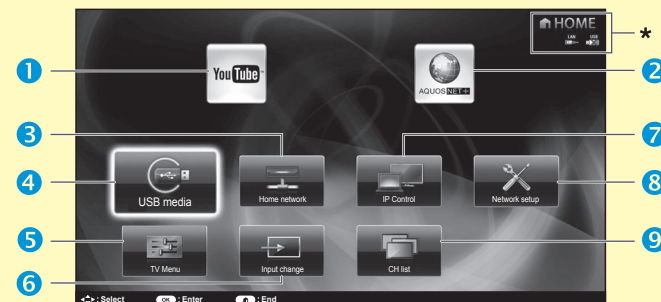 HOME
LAN USB
*
1
YouTube
AQUOS NET+
2
3
7
4
USB media
Home network
IP Control
Network setup
8
5
TV Menu
Input change
CH list
9
6
: Select OK : Enter : End